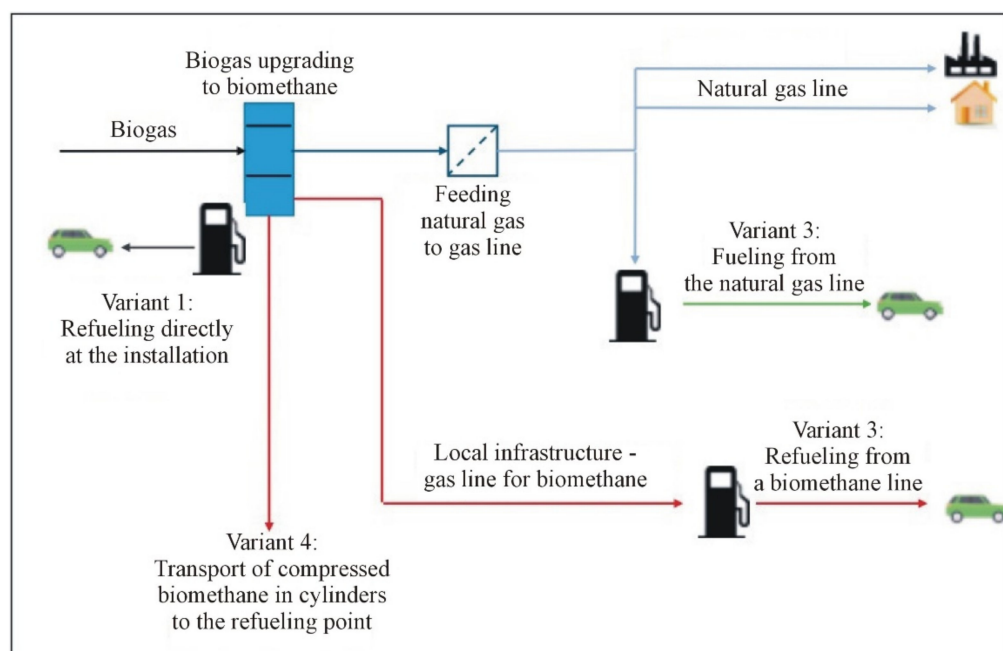 Biogas upgrading
to biomethane
Biogas
Natural gas line
Feeding
natural gas
to gas line
Variant 3:
Fueling from
the natural gas line
Variant 1:
Refueling directly
at the installation
Local infrastructure -
gas line for biomethane
Variant 3:
Refueling from
a biomethane line
Variant 4:
Transport of compressed
biomethane in cylinders
to the refueling point